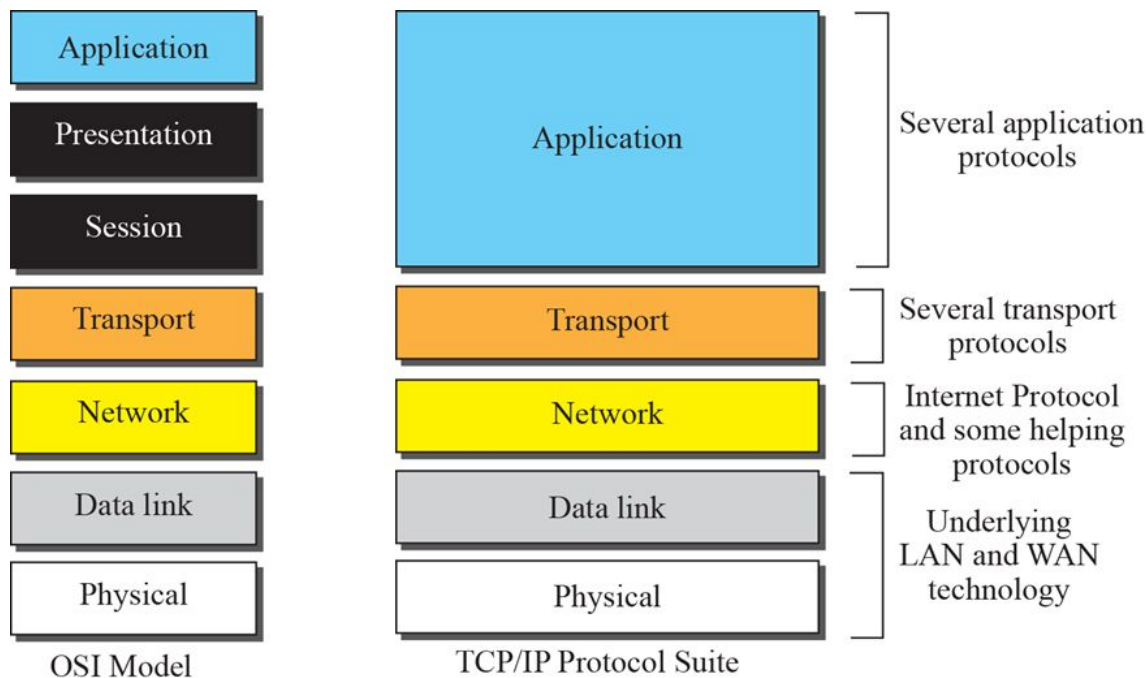 Application
Presentation
Session
Transport
Network
Data link
Physical
OSI Model
Application
Transport
Network
Data link
Physical
TCP/IP Protocol Suite
Several application
protocols
Several transport
protocols
Internet Protocol
and some helping
protocols
Underlying
LAN and WAN
technology